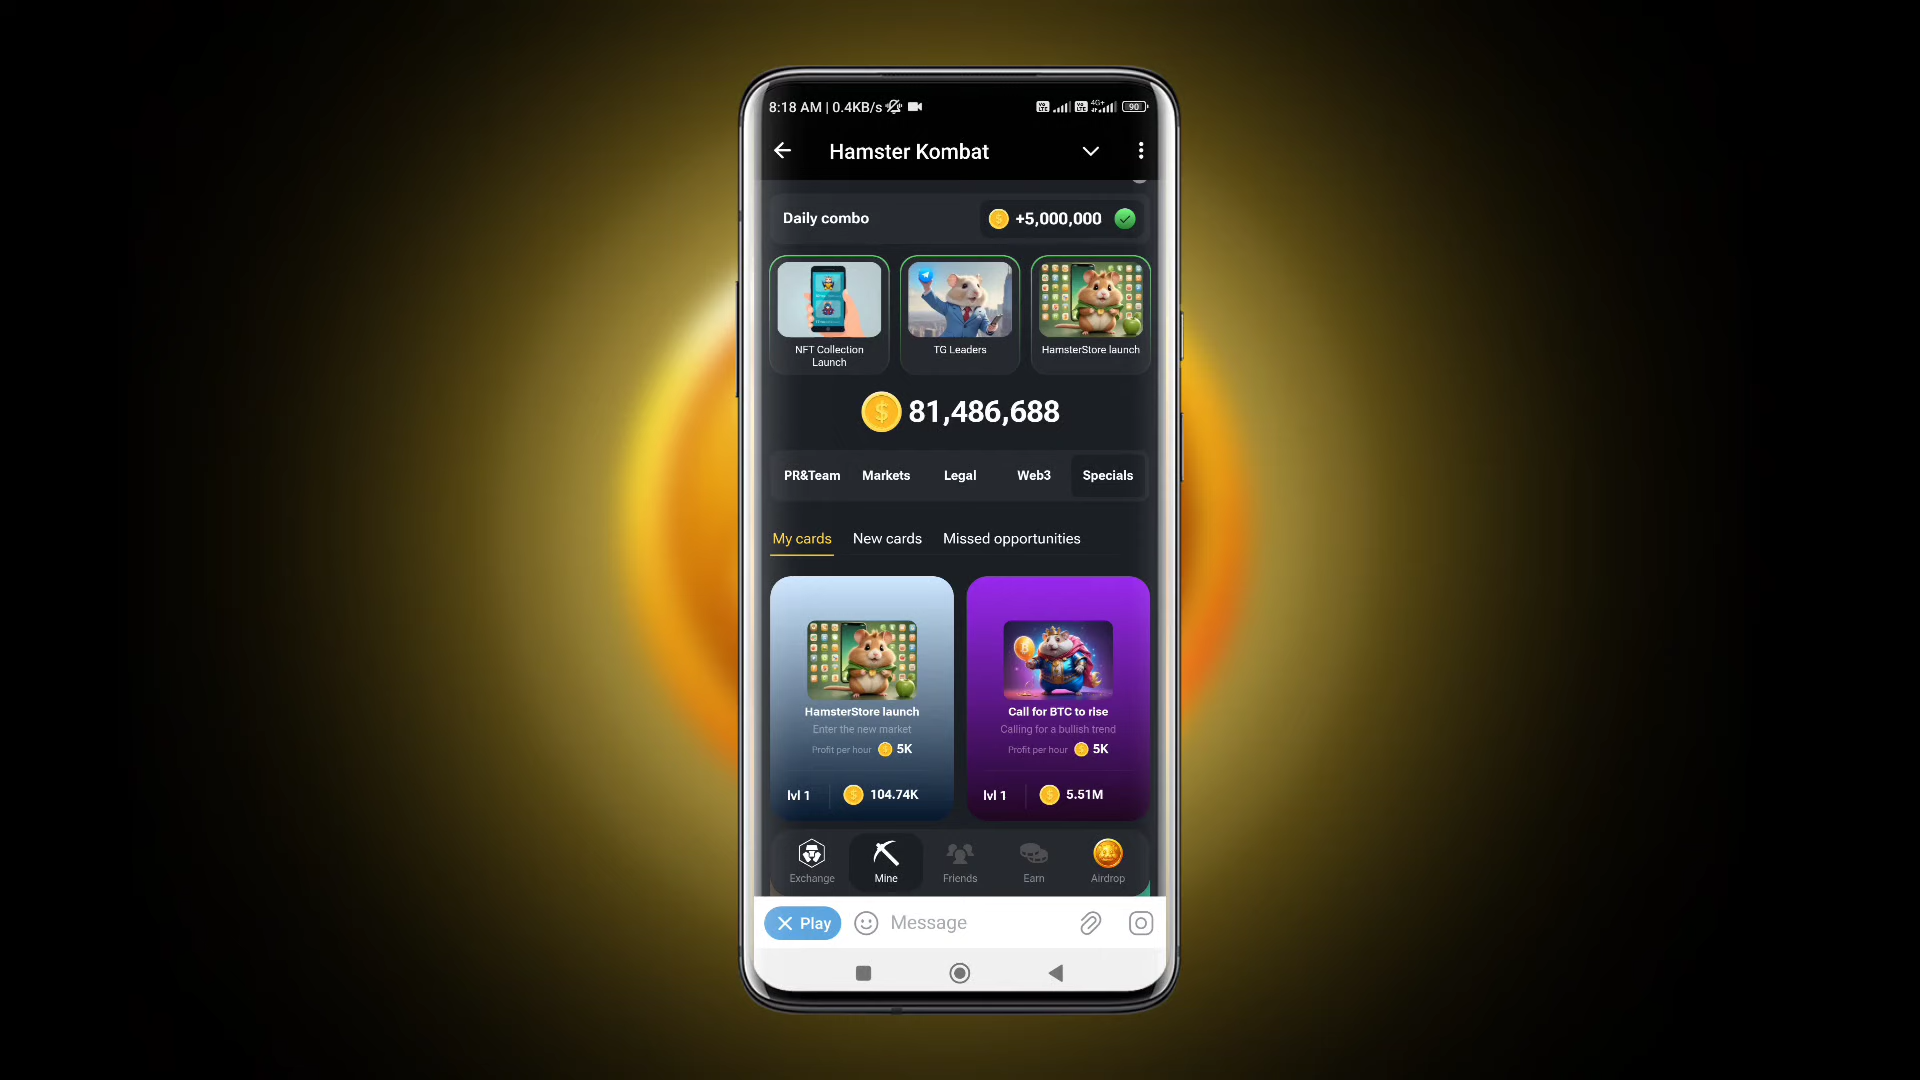 8:18 AM | 0.4KB/s
4G+
90
Hamster Kombat
Daily combo
+5,000,000
NFT Collection
Launch
TG Leaders
HamsterStore launch
81,486,688
PR&Team Markets Legal Web3 Specials
My cards New cards Missed opportunities
HamsterStore launch
Enter the new market
Profit per hour 5K
lvl 1 104.74K
Call for BTC to rise
Calling for a bullish trend
Profit per hour 5K
lvl 1 5.51M
Exchange Mine Friends Earn Airdrop
Play Message